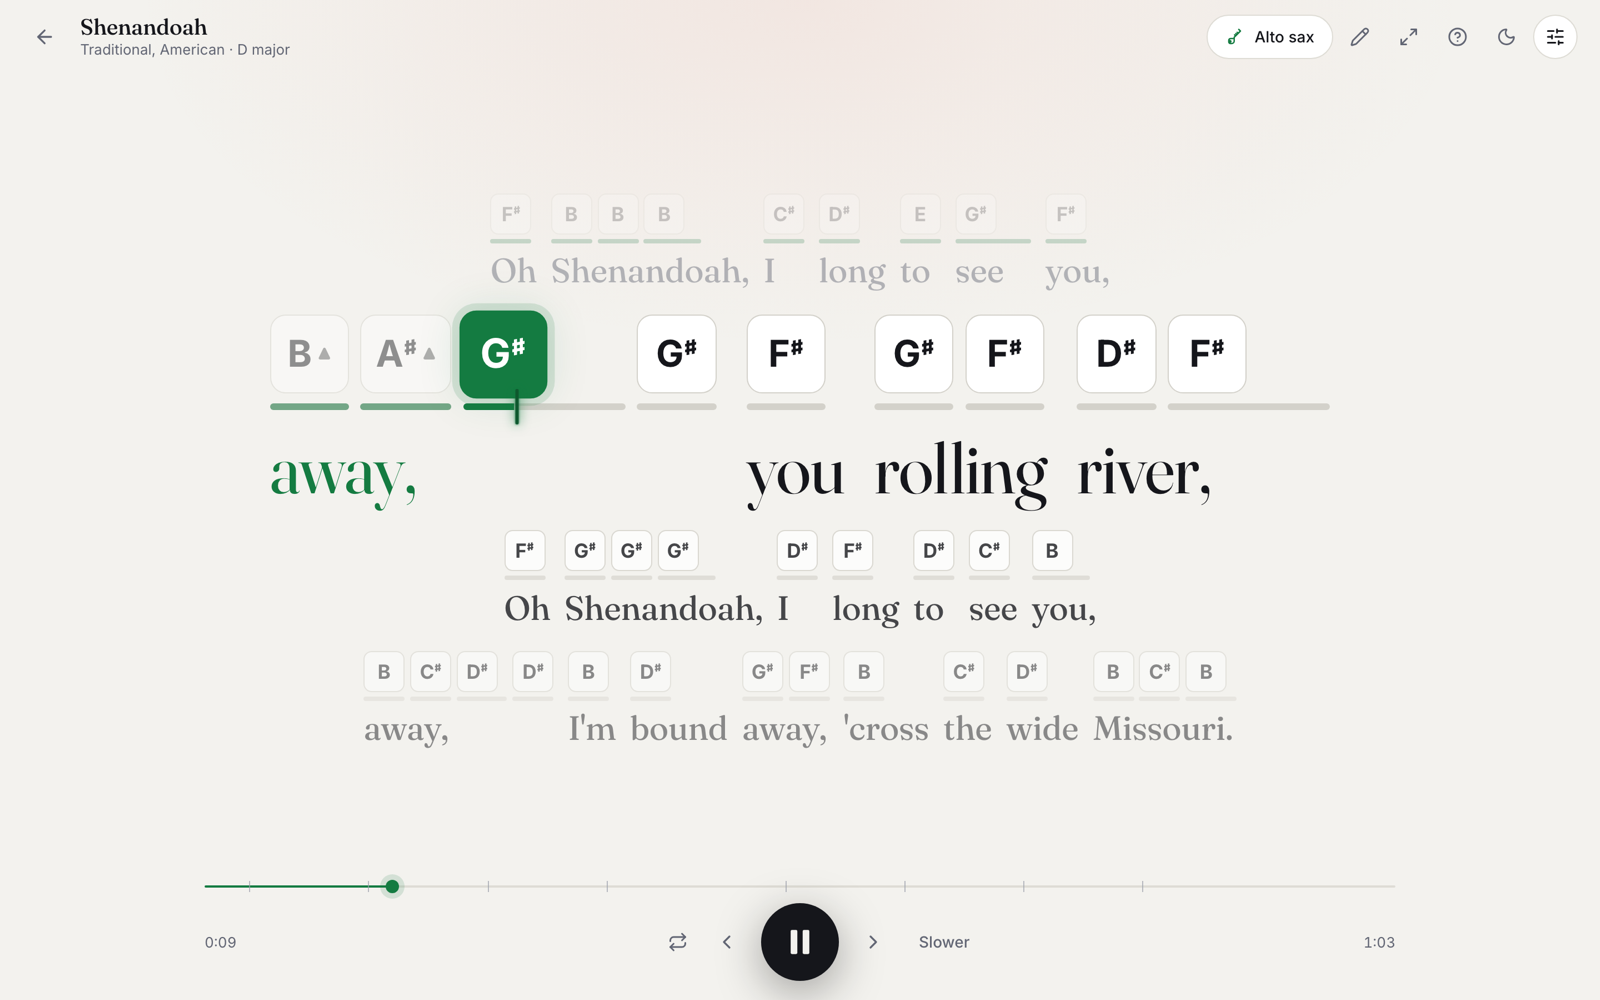 Shenandoah
Traditional, American · D major
Alto sax
F♯ B B B C♯ D♯ E G♯ F♯
Oh Shenandoah, I long to see you,
B▲ A♯▲ G♯ G♯ F♯ G♯ F♯ D♯ F♯
away, you rolling river,
F♯ G♯ G♯ G♯ D♯ F♯ D♯ C♯ B
Oh Shenandoah, I long to see you,
B C♯ D♯ D♯ B D♯ G♯ F♯ B C♯ D♯ B C♯ B
away, I'm bound away, 'cross the wide Missouri.
0:09
Slower
1:03